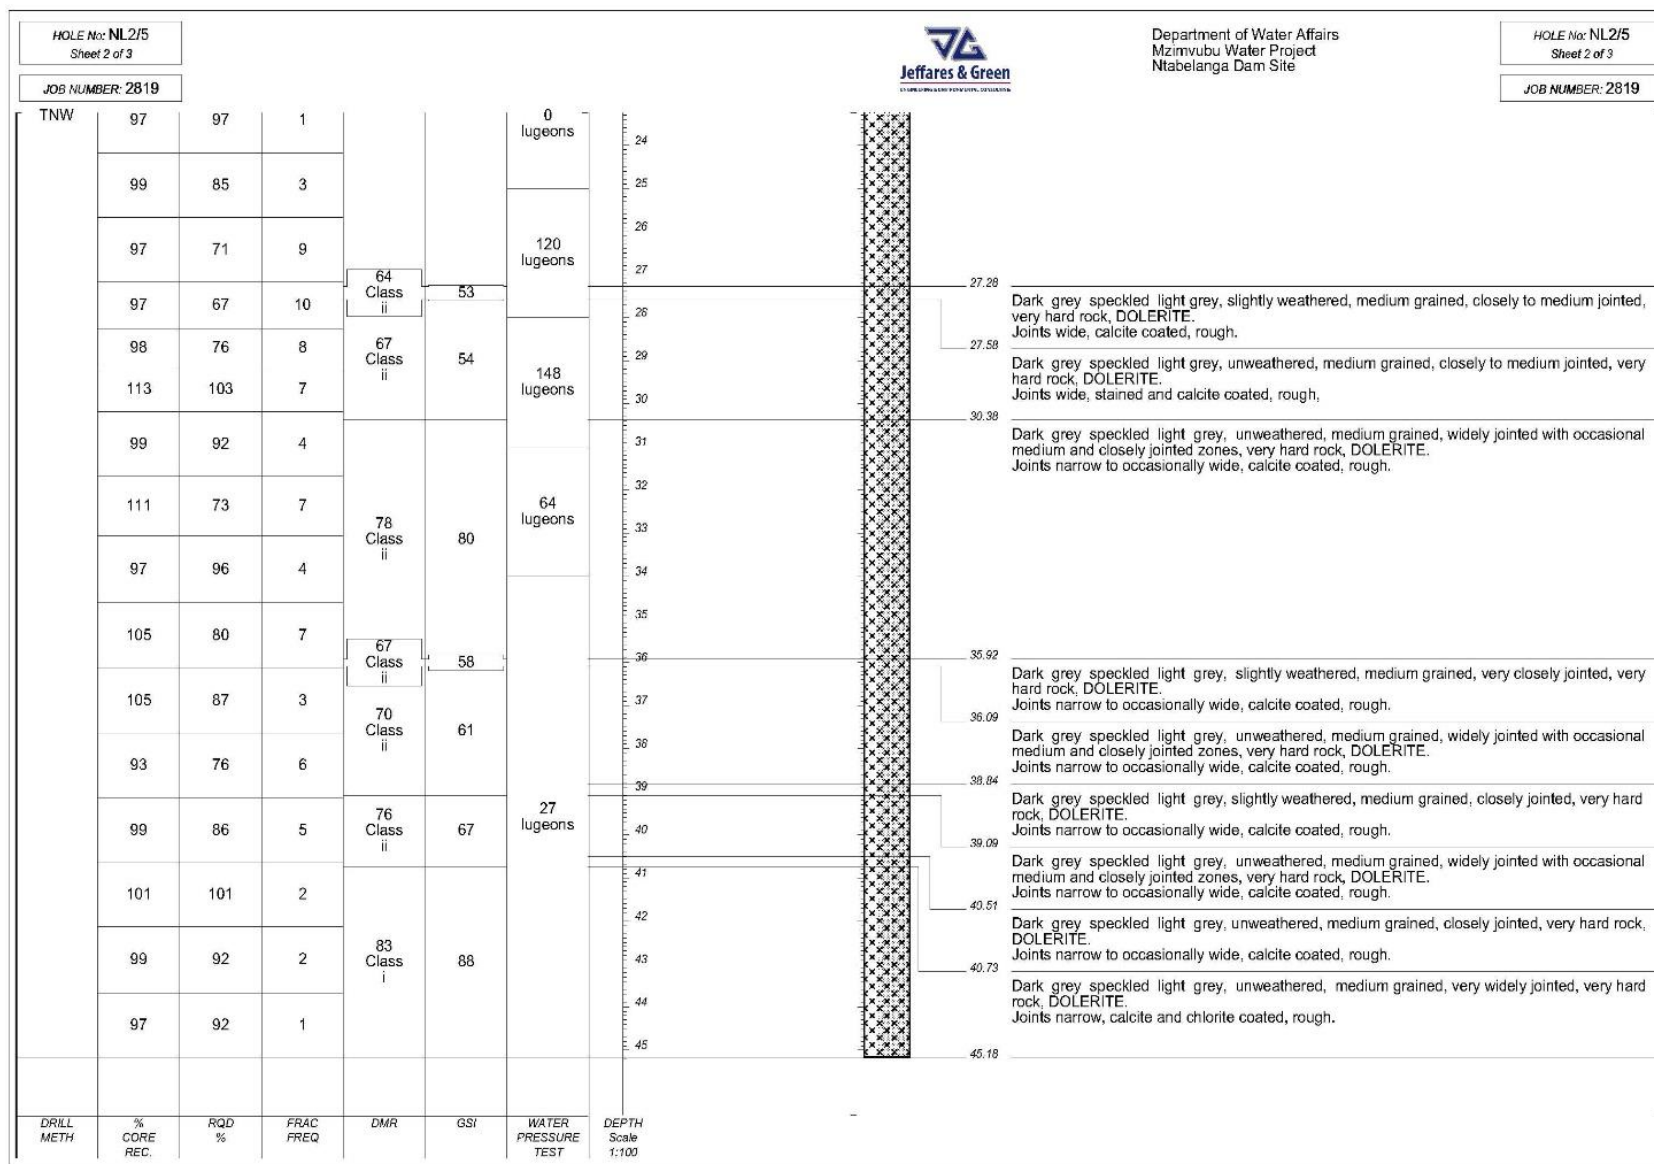 HOLE No: NL2/5
Sheet 2 of 3
JOB NUMBER: 2819
Jeffares & Green
Department of Water Affairs
Mzimvubu Water Project
Ntabelanga Dam Site
HOLE No: NL2/5
Sheet 2 of 3
JOB NUMBER: 2819
TNW
97 97 1
0
lugeons
24
99 85 3
25
26
97 71 9
120
lugeons
27
64
Class
ii
53
27.28
97 67 10
28
Dark grey speckled light grey, slightly weathered, medium grained, closely to medium jointed,
very hard rock, DOLERITE.
Joints wide, calcite coated, rough.
27.58
98 76 8
67
Class
ii
54
29
Dark grey speckled light grey, unweathered, medium grained, closely to medium jointed, very
hard rock, DOLERITE.
Joints wide, stained and calcite coated, rough,
113 103 7
148
lugeons
30
30.38
99 92 4
31
Dark grey speckled light grey, unweathered, medium grained, widely jointed with occasional
medium and closely jointed zones, very hard rock, DOLERITE.
Joints narrow to occasionally wide, calcite coated, rough.
32
111 73 7
64
lugeons
33
78
Class
ii
80
97 96 4
34
35
105 80 7
67
Class
ii
58
36
35.92
Dark grey speckled light grey, slightly weathered, medium grained, very closely jointed, very
hard rock, DOLERITE.
Joints narrow to occasionally wide, calcite coated, rough.
36.09
105 87 3
37
70
Class
ii
61
38
Dark grey speckled light grey, unweathered, medium grained, widely jointed with occasional
medium and closely jointed zones, very hard rock, DOLERITE.
Joints narrow to occasionally wide, calcite coated, rough.
38.84
93 76 6
39
27
lugeons
Dark grey speckled light grey, slightly weathered, medium grained, closely jointed, very hard
rock, DOLERITE.
Joints narrow to occasionally wide, calcite coated, rough.
39.09
99 86 5
76
Class
ii
67
40
Dark grey speckled light grey, unweathered, medium grained, widely jointed with occasional
medium and closely jointed zones, very hard rock, DOLERITE.
Joints narrow to occasionally wide, calcite coated, rough.
40.51
41
101 101 2
42
Dark grey speckled light grey, unweathered, medium grained, closely jointed, very hard rock,
DOLERITE.
Joints narrow to occasionally wide, calcite coated, rough.
40.73
99 92 2
83
Class
i
88
43
Dark grey speckled light grey, unweathered, medium grained, very widely jointed, very hard
rock, DOLERITE.
Joints narrow, calcite and chlorite coated, rough.
44
97 92 1
45
45.18
DRILL
METH
%
CORE
REC.
RQD
%
FRAC
FREQ
DMR
GSI
WATER
PRESSURE
TEST
DEPTH
Scale
1:100